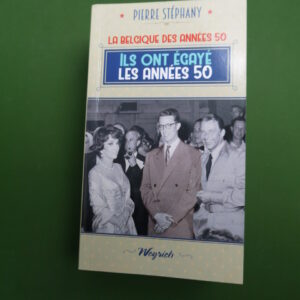 PIERRE STÉPHANY
LA BELGIQUE DES ANNÉES 50
ILS ONT ÉGAYÉ
LES ANNÉES 50
Weyrich